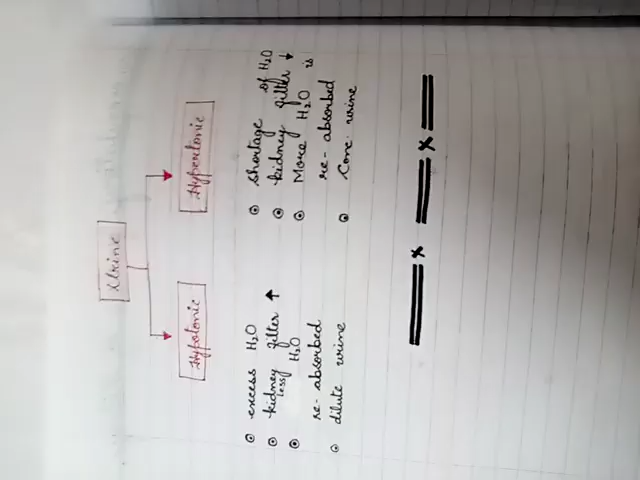 Urine
Hypotonic
excess H2O
kidney filter ↑
less H2O
re-absorbed
dilute urine
Hypertonic
Shortage of H2O
kidney filter ↓
More H2O is
re-absorbed
Conc. urine